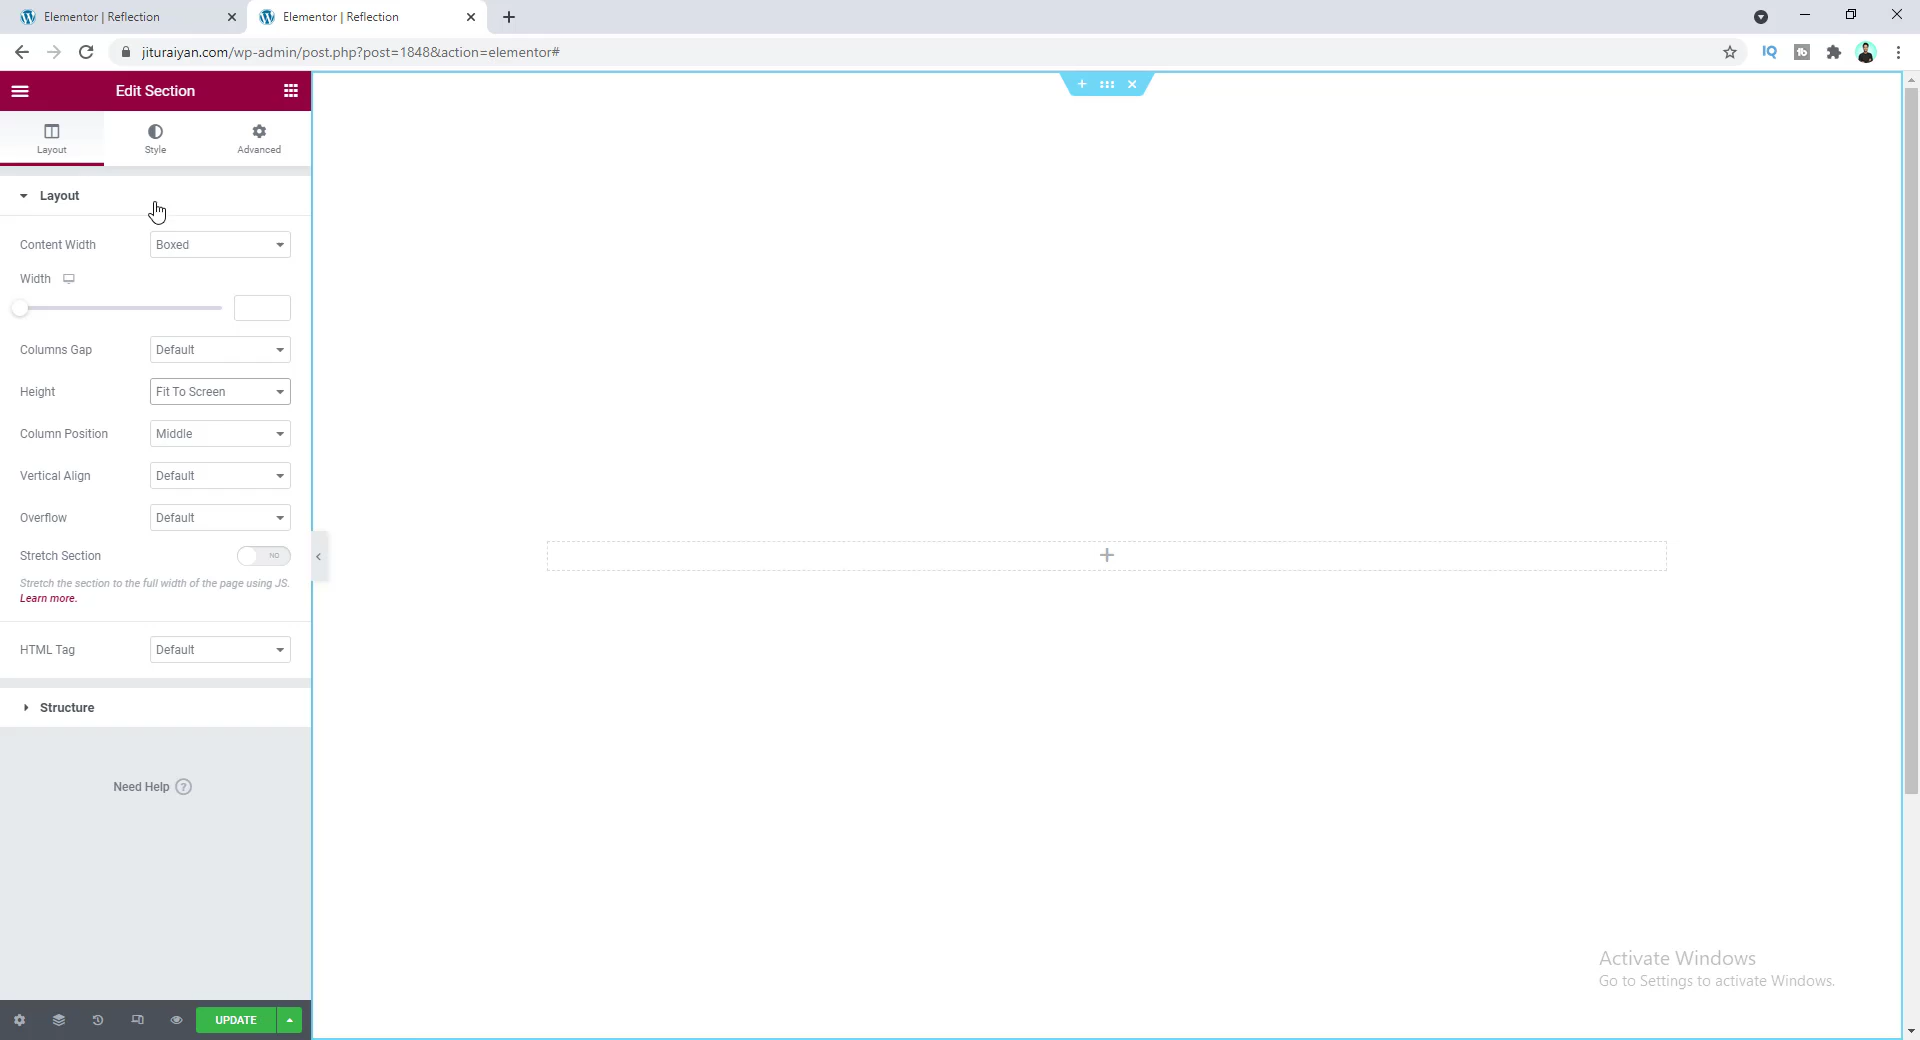 Elementor | Reflection
Elementor | Reflection
jituraiyan.com/wp-admin/post.php?post=1848&action=elementor#
IQ
tb
Edit Section
Layout
Style
Advanced
Layout
Content Width
Boxed
Width
Columns Gap
Default
Height
Fit To Screen
Column Position
Middle
Vertical Align
Default
Overflow
Default
Stretch Section
NO
Stretch the section to the full width of the page using JS.
Learn more.
HTML Tag
Default
Structure
Need Help ?
UPDATE
Activate Windows
Go to Settings to activate Windows.